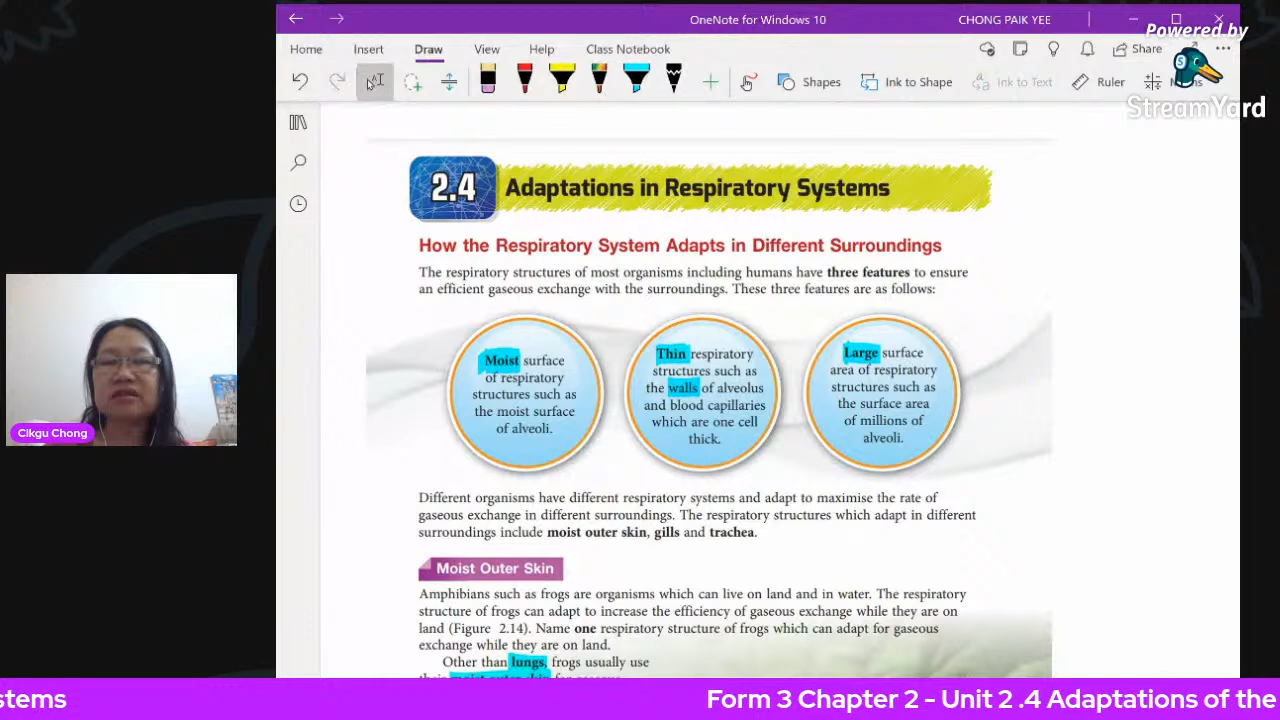 OneNote for Windows 10
CHONG PAIK YEE
Powered by
Home Insert Draw View Help Class Notebook
Share
Shapes Ink to Shape Ink to Text Ruler
StreamYard
2.4 Adaptations in Respiratory Systems
How the Respiratory System Adapts in Different Surroundings
The respiratory structures of most organisms including humans have three features to ensure
an efficient gaseous exchange with the surroundings. These three features are as follows:
Moist surface
of respiratory
structures such as
the moist surface
of alveoli.
Thin respiratory
structures such as
the walls of alveolus
and blood capillaries
which are one cell
thick.
Large surface
area of respiratory
structures such as
the surface area
of millions of
alveoli.
Cikgu Chong
Different organisms have different respiratory systems and adapt to maximise the rate of
gaseous exchange in different surroundings. The respiratory structures which adapt in different
surroundings include moist outer skin, gills and trachea.
Moist Outer Skin
Amphibians such as frogs are organisms which can live on land and in water. The respiratory
structure of frogs can adapt to increase the efficiency of gaseous exchange while they are on
land (Figure 2.14). Name one respiratory structure of frogs which can adapt for gaseous
exchange while they are on land.
Other than lungs, frogs usually use
stems
Form 3 Chapter 2 - Unit 2 .4 Adaptations of the